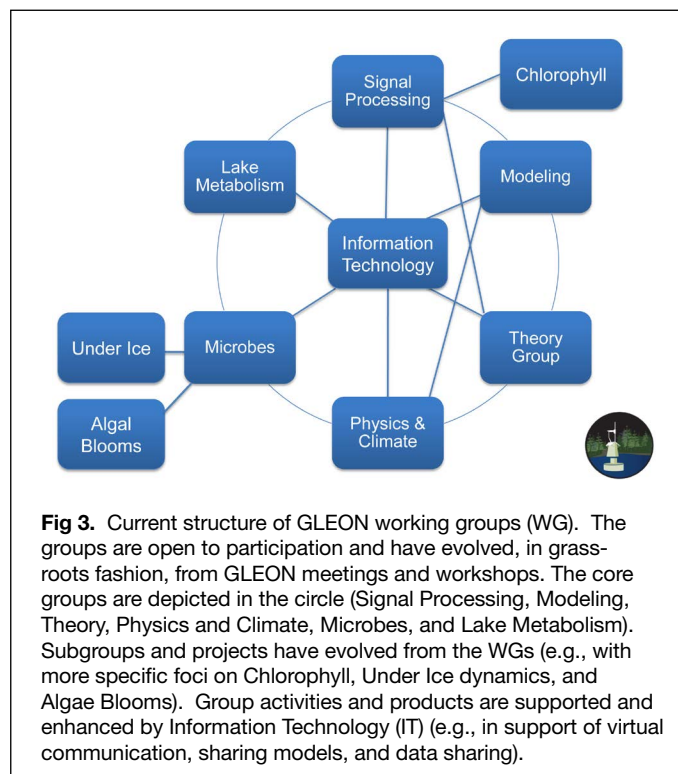 Signal
Processing
Chlorophyll
Lake
Metabolism
Modeling
Information
Technology
Under Ice
Microbes
Theory
Group
Algal
Blooms
Physics &
Climate
Fig 3. Current structure of GLEON working groups (WG). The
groups are open to participation and have evolved, in grass-
roots fashion, from GLEON meetings and workshops. The core
groups are depicted in the circle (Signal Processing, Modeling,
Theory, Physics and Climate, Microbes, and Lake Metabolism).
Subgroups and projects have evolved from the WGs (e.g., with
more specific foci on Chlorophyll, Under Ice dynamics, and
Algae Blooms). Group activities and products are supported and
enhanced by Information Technology (IT) (e.g., in support of virtual
communication, sharing models, and data sharing).